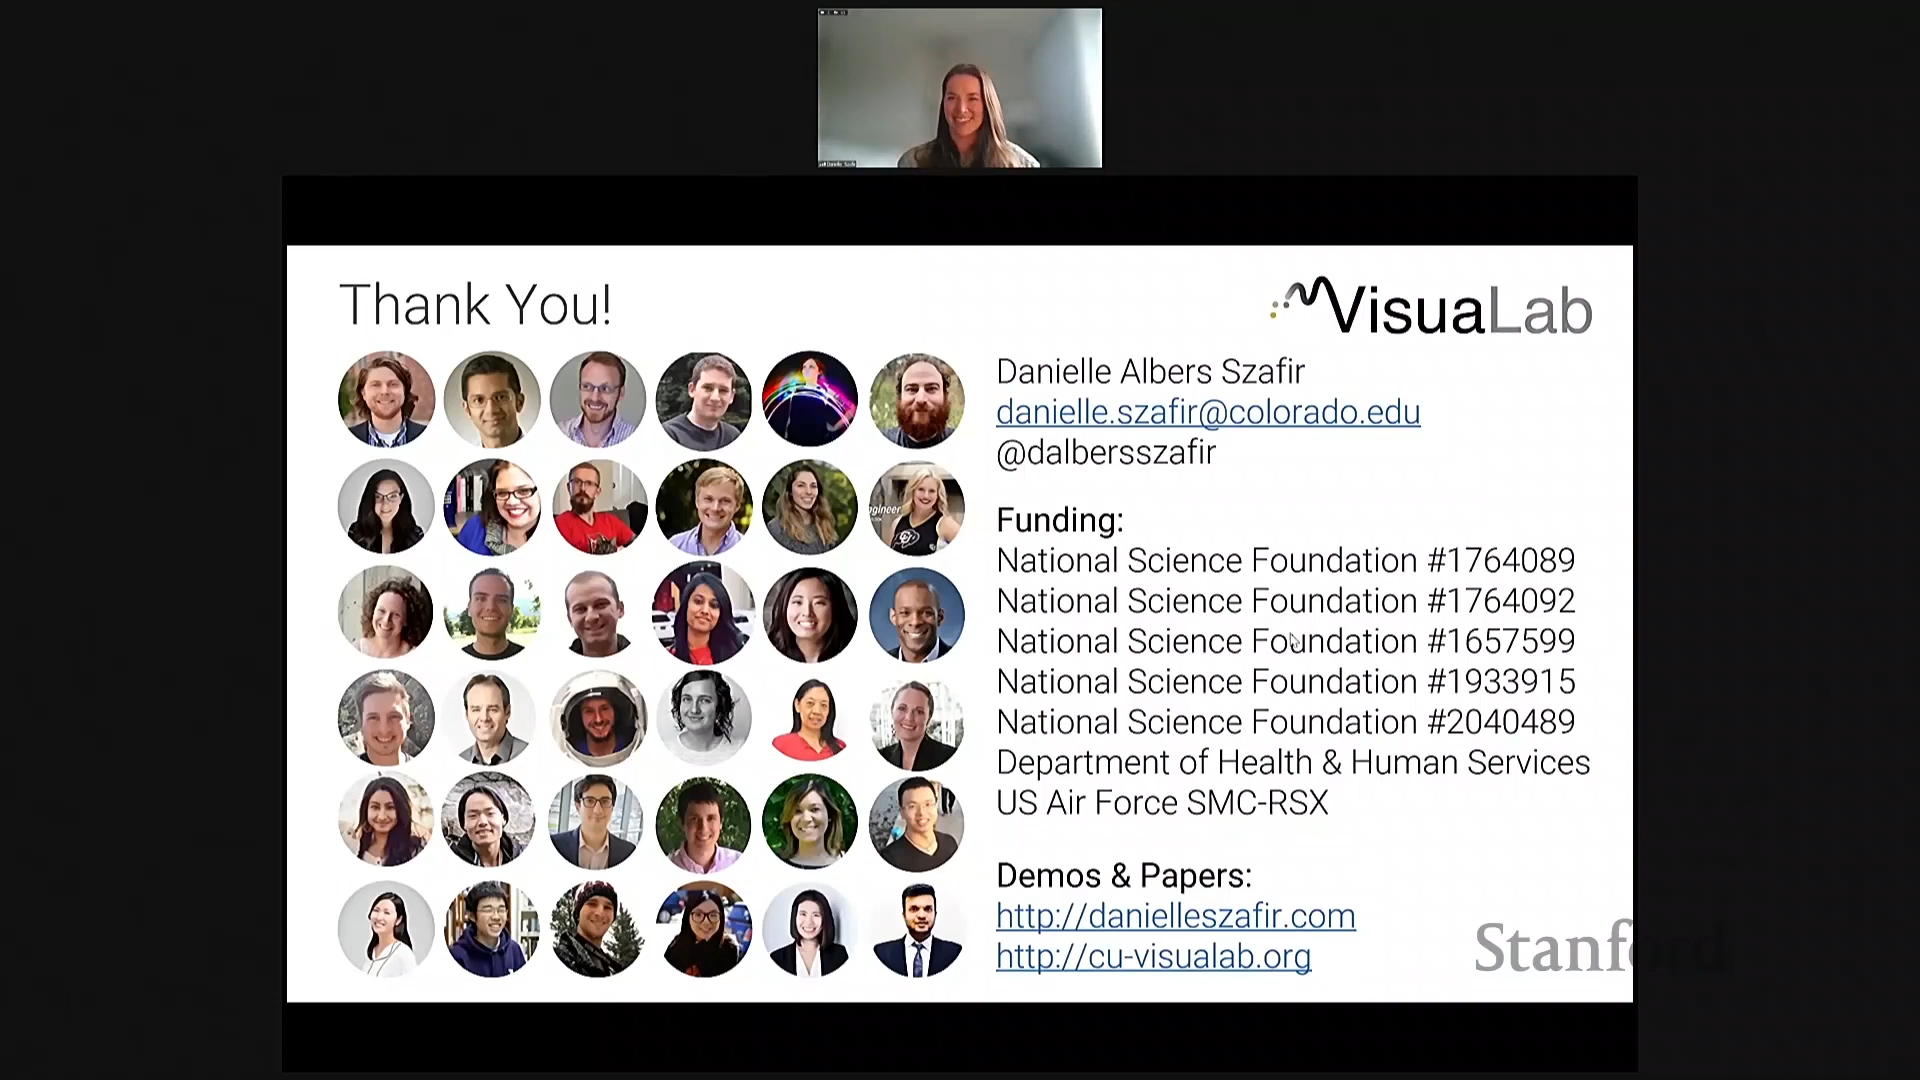 Danielle Szafir
Thank You!
VisuaLab
Danielle Albers Szafir
danielle.szafir@colorado.edu
@dalbersszafir
Funding:
National Science Foundation #1764089
National Science Foundation #1764092
National Science Foundation #1657599
National Science Foundation #1933915
National Science Foundation #2040489
Department of Health & Human Services
US Air Force SMC-RSX
Demos & Papers:
http://danielleszafir.com
http://cu-visualab.org
Stanford